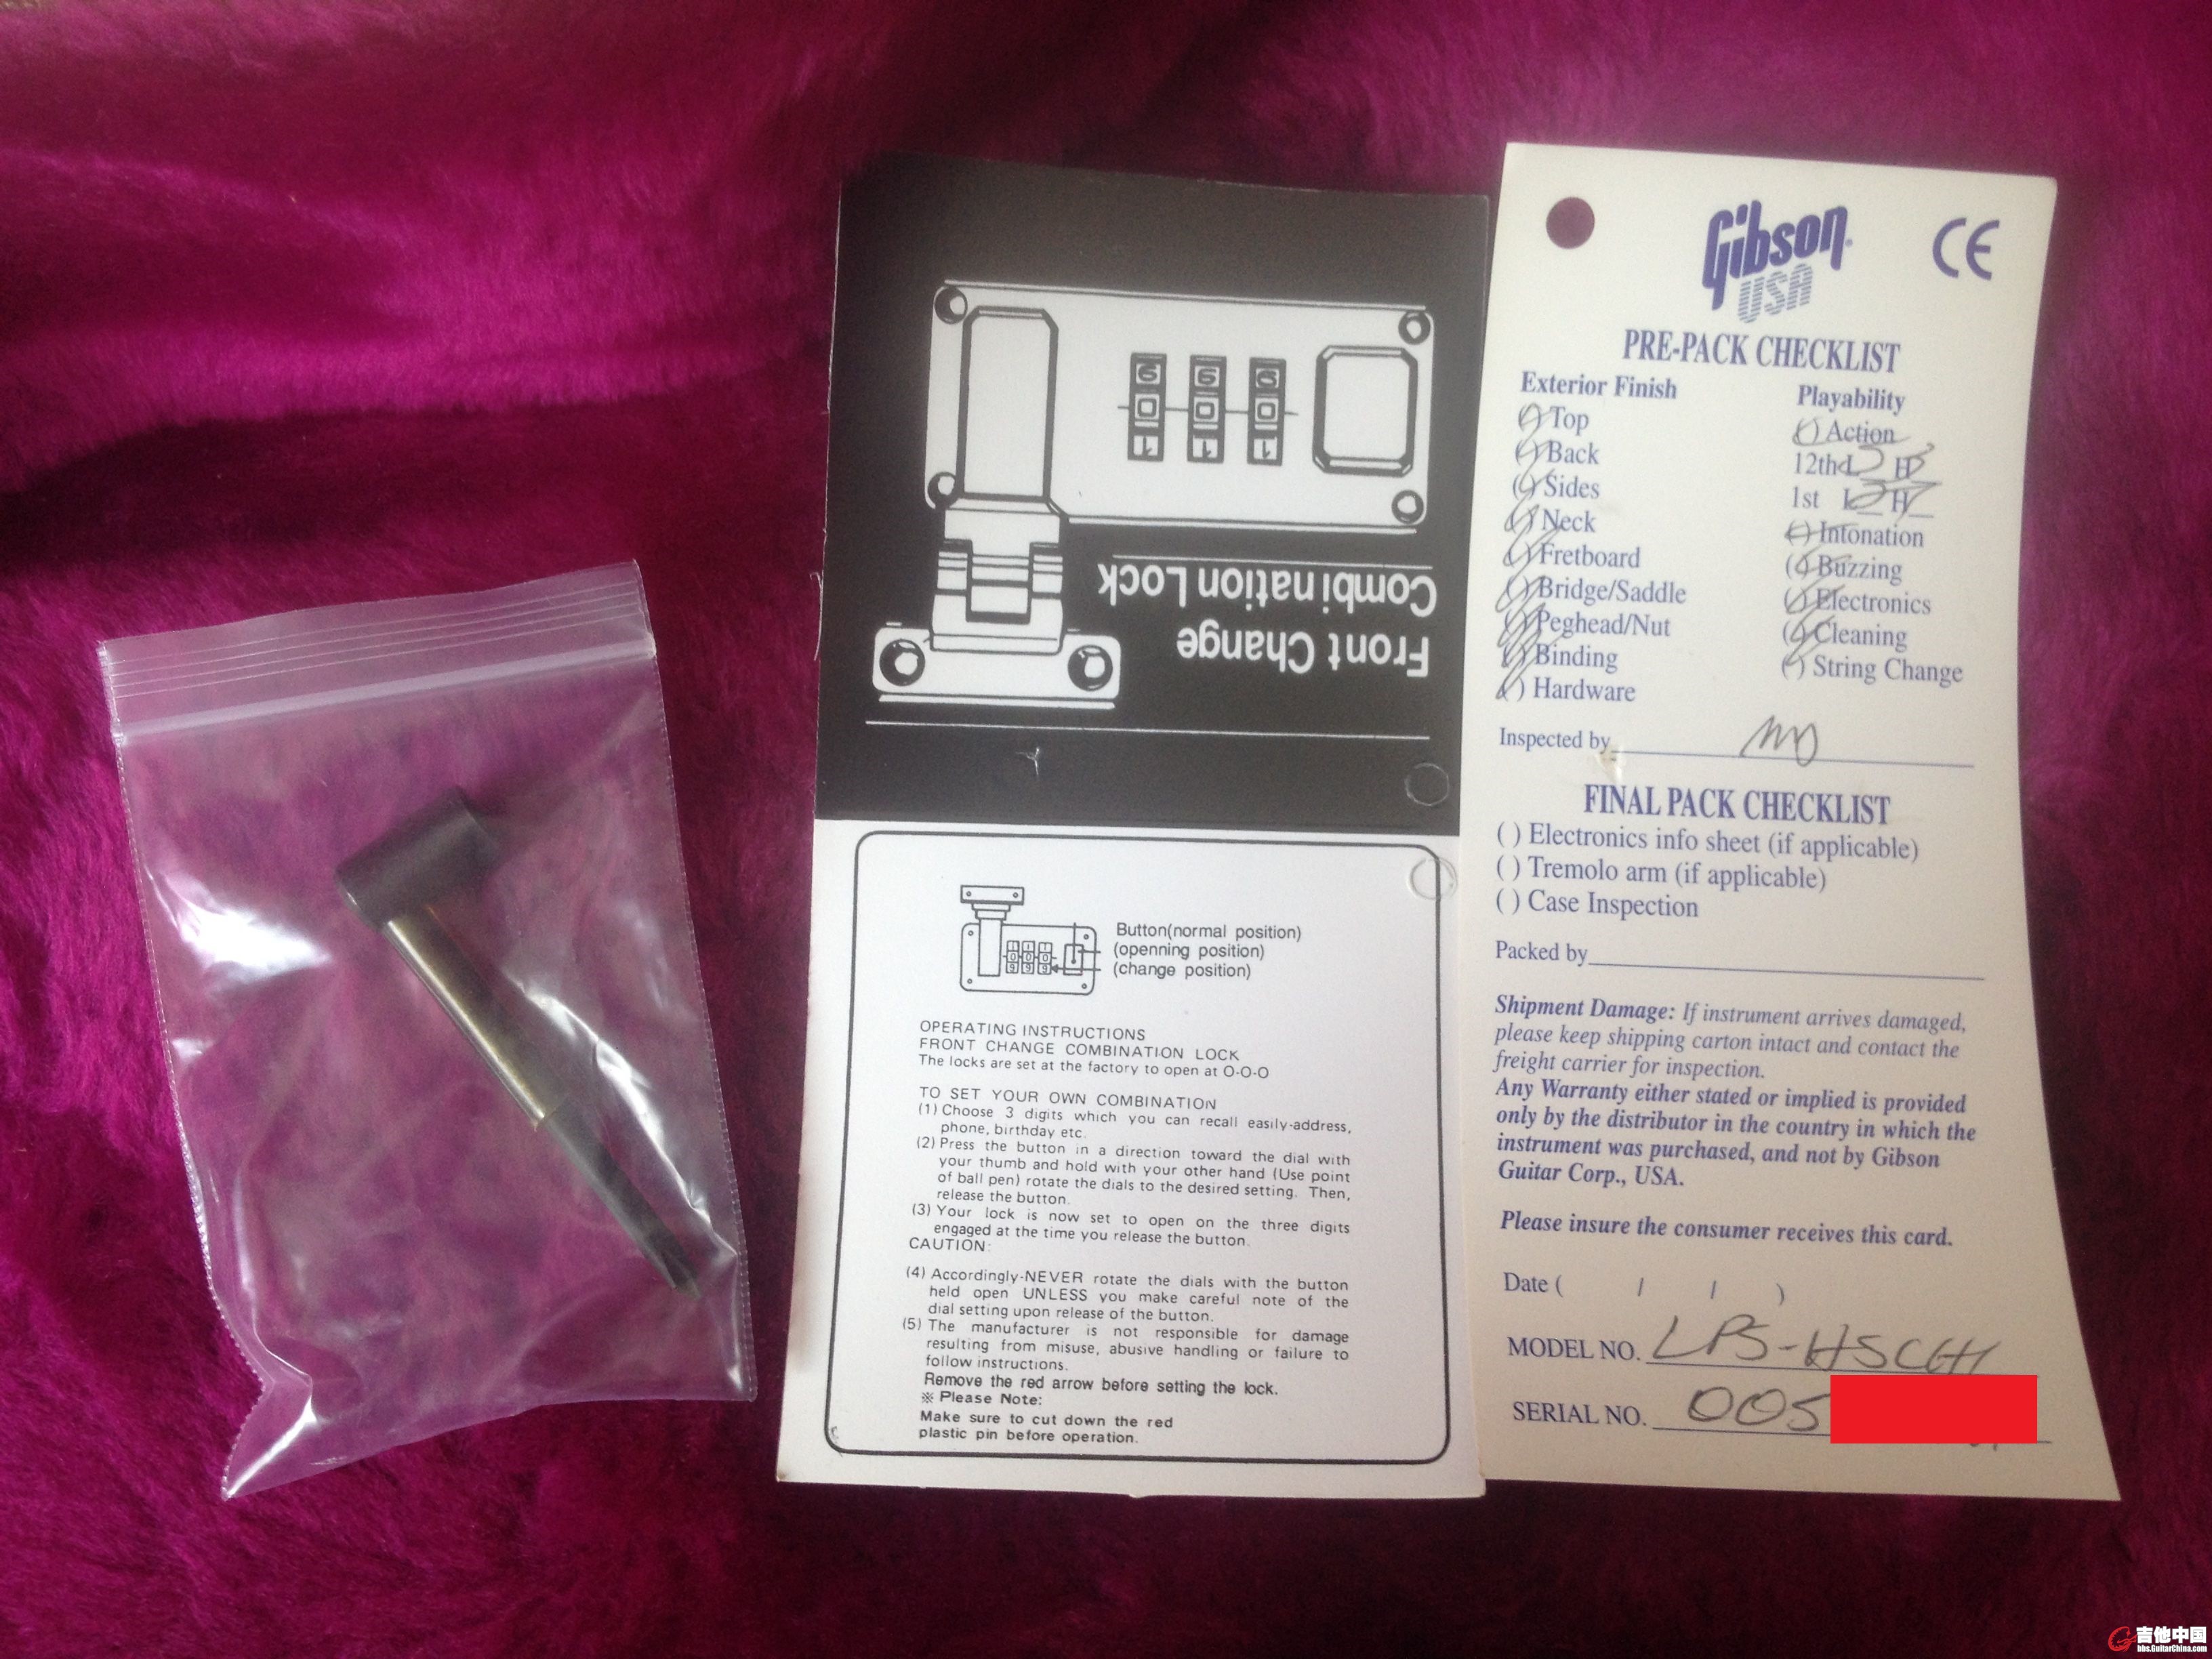 Front Change
Combination Lock
9 9 9
0 0 0
1 1 1
Button(normal position)
(openning position)
(change position)
OPERATING INSTRUCTIONS
FRONT CHANGE COMBINATION LOCK
The locks are set at the factory to open at O-O-O
TO SET YOUR OWN COMBINATION
(1) Choose 3 digits which you can recall easily-address,
phone, birthday etc.
(2) Press the button in a direction toward the dial with
your thumb and hold with your other hand (Use point
of ball pen) rotate the dials to the desired setting. Then,
release the button.
(3) Your lock is now set to open on the three digits
engaged at the time you release the button.
CAUTION:
(4) Accordingly-NEVER rotate the dials with the button
held open UNLESS you make careful note of the
dial setting upon release of the button.
(5) The manufacturer is not responsible for damage
resulting from misuse, abusive handling or failure to
follow instructions.
Remove the red arrow before setting the lock.
※ Please Note:
Make sure to cut down the red
plastic pin before operation.
Gibson
USA
CE
PRE-PACK CHECKLIST
Exterior Finish
( ) Top
( ) Back
( ) Sides
( ) Neck
( ) Fretboard
( ) Bridge/Saddle
( ) Peghead/Nut
( ) Binding
( ) Hardware
Playability
( ) Action
12th L H
1st L H
( ) Intonation
( ) Buzzing
( ) Electronics
( ) Cleaning
( ) String Change
Inspected by
FINAL PACK CHECKLIST
( ) Electronics info sheet (if applicable)
( ) Tremolo arm (if applicable)
( ) Case Inspection
Packed by
Shipment Damage: If instrument arrives damaged,
please keep shipping carton intact and contact the
freight carrier for inspection.
Any Warranty either stated or implied is provided
only by the distributor in the country in which the
instrument was purchased, and not by Gibson
Guitar Corp., USA.
Please insure the consumer receives this card.
Date ( / / )
MODEL NO. LPS-HSCH1
SERIAL NO. 005
吉他中国
bbs.GuitarChina.com